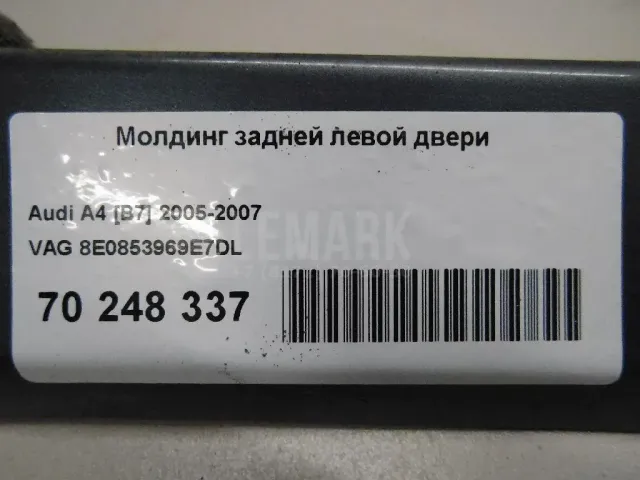 Молдинг задней левой двери
Audi A4 [B7] 2005-2007
VAG 8E0853969E7DL
70 248 337